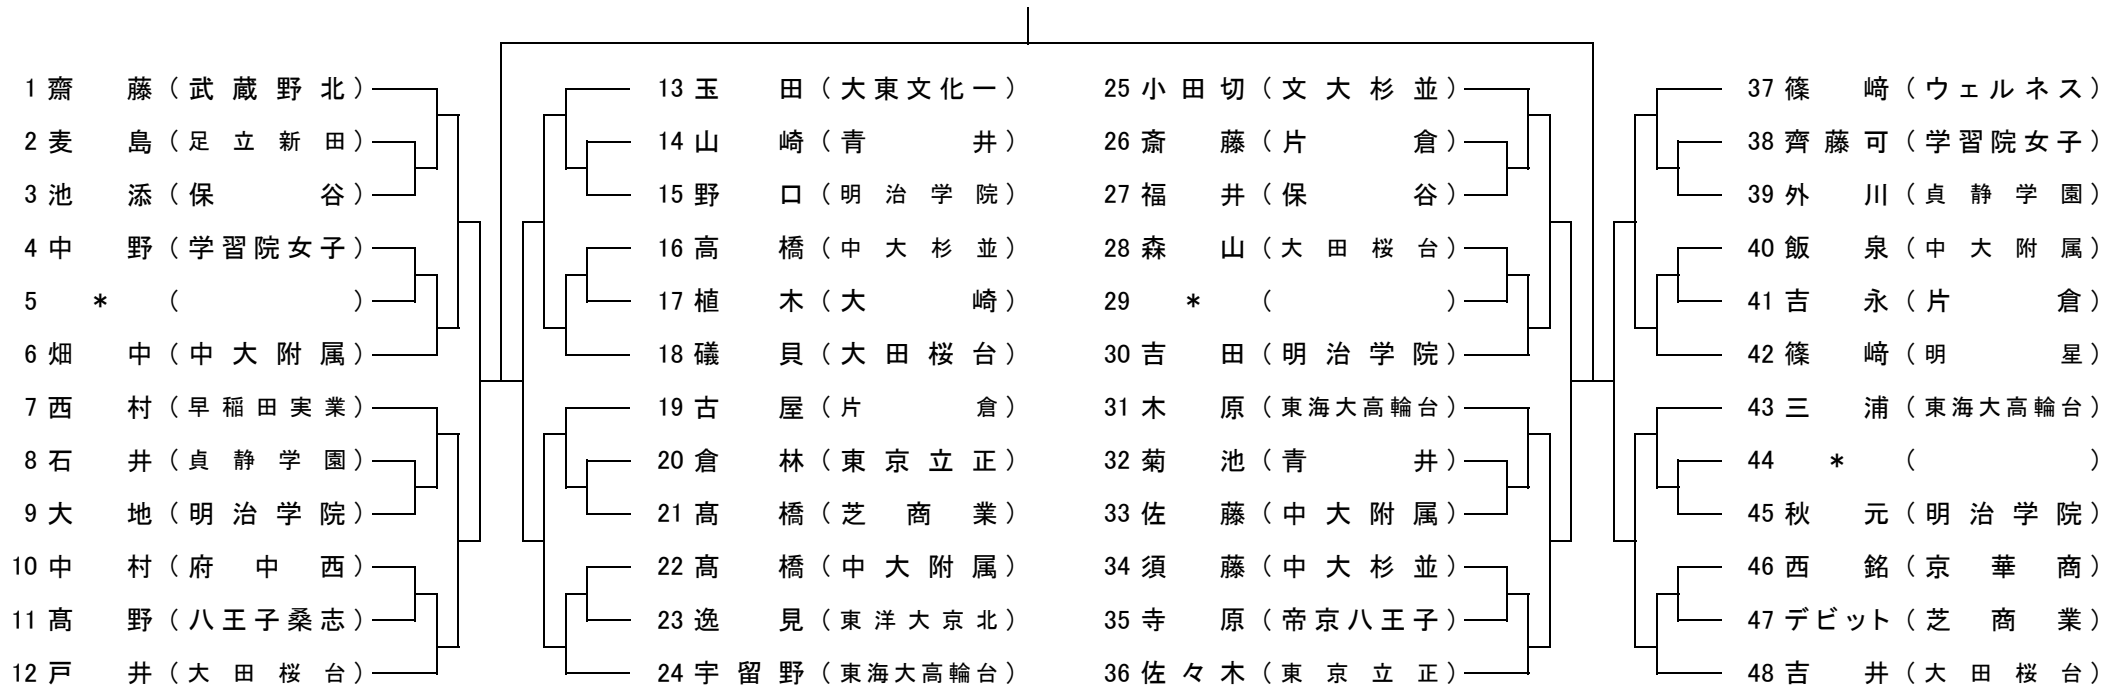 1 齋藤（武蔵野北）
2 麦島（足立新田）
3 池添（保谷）
4 中野（学習院女子）
5 *（ ）
6 畑中（中大附属）
7 西村（早稲田実業）
8 石井（貞静学園）
9 大地（明治学院）
10 中村（府中西）
11 髙野（八王子桑志）
12 戸井（大田桜台）
13 玉田（大東文化一）
14 山崎（青井）
15 野口（明治学院）
16 高橋（中大杉並）
17 植木（大崎）
18 礒貝（大田桜台）
19 古屋（片倉）
20 倉林（東京立正）
21 髙橋（芝商業）
22 髙橋（中大附属）
23 逸見（東洋大京北）
24 宇留野（東海大高輪台）
25 小田切（文大杉並）
26 斎藤（片倉）
27 福井（保谷）
28 森山（大田桜台）
29 *（ ）
30 吉田（明治学院）
31 木原（東海大高輪台）
32 菊池（青井）
33 佐藤（中大附属）
34 須藤（中大杉並）
35 寺原（帝京八王子）
36 佐々木（東京立正）
37 篠﨑（ウェルネス）
38 齊藤可（学習院女子）
39 外川（貞静学園）
40 飯泉（中大附属）
41 吉永（片倉）
42 篠﨑（明星）
43 三浦（東海大高輪台）
44 *（ ）
45 秋元（明治学院）
46 西銘（京華商）
47 デビット（芝商業）
48 吉井（大田桜台）